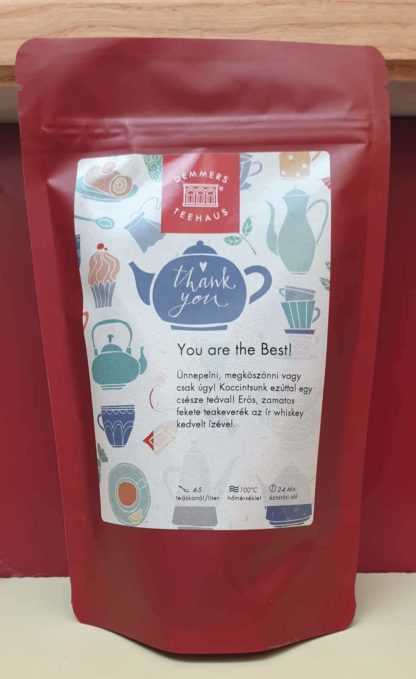 DEMMERS
TEEHAUS
thank
you
You are the Best!
Ünnepelni, megköszönni vagy
csak úgy! Koccintsunk ezúttal egy
csésze teával! Erős, zamatos
fekete teakeverék az ír whiskey
kedvelt ízével.
4-5 100°C 2-4 Min.
teáskanál/liter hőmérséklet áztatási idő